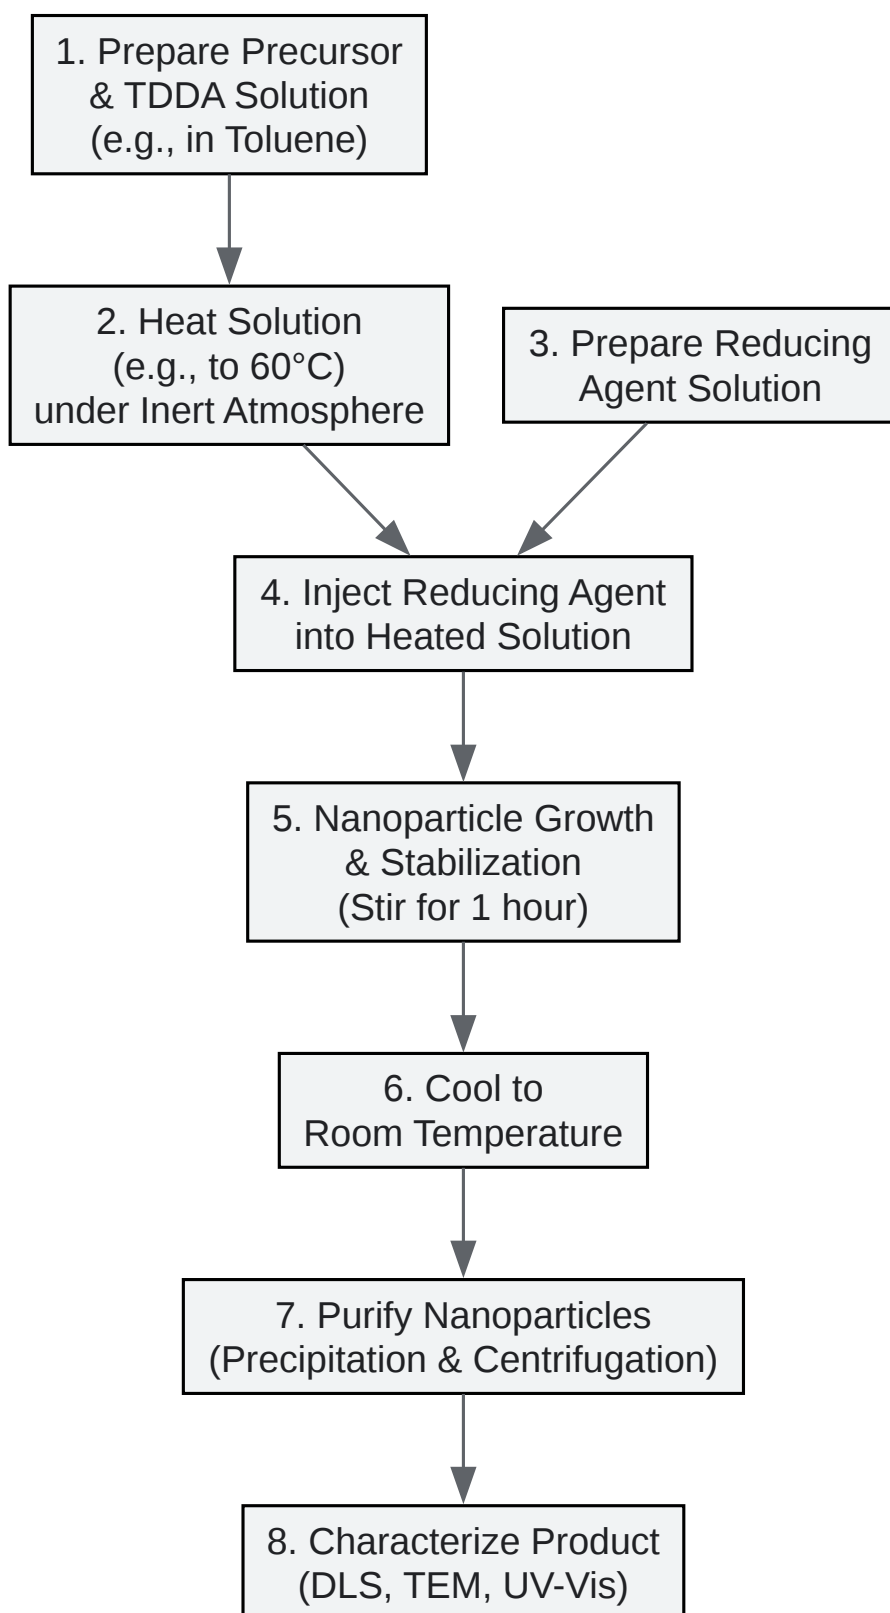 1. Prepare Precursor
& TDDA Solution
(e.g., in Toluene)
2. Heat Solution
(e.g., to 60°C)
under Inert Atmosphere
3. Prepare Reducing
Agent Solution
4. Inject Reducing Agent
into Heated Solution
5. Nanoparticle Growth
& Stabilization
(Stir for 1 hour)
6. Cool to
Room Temperature
7. Purify Nanoparticles
(Precipitation & Centrifugation)
8. Characterize Product
(DLS, TEM, UV-Vis)